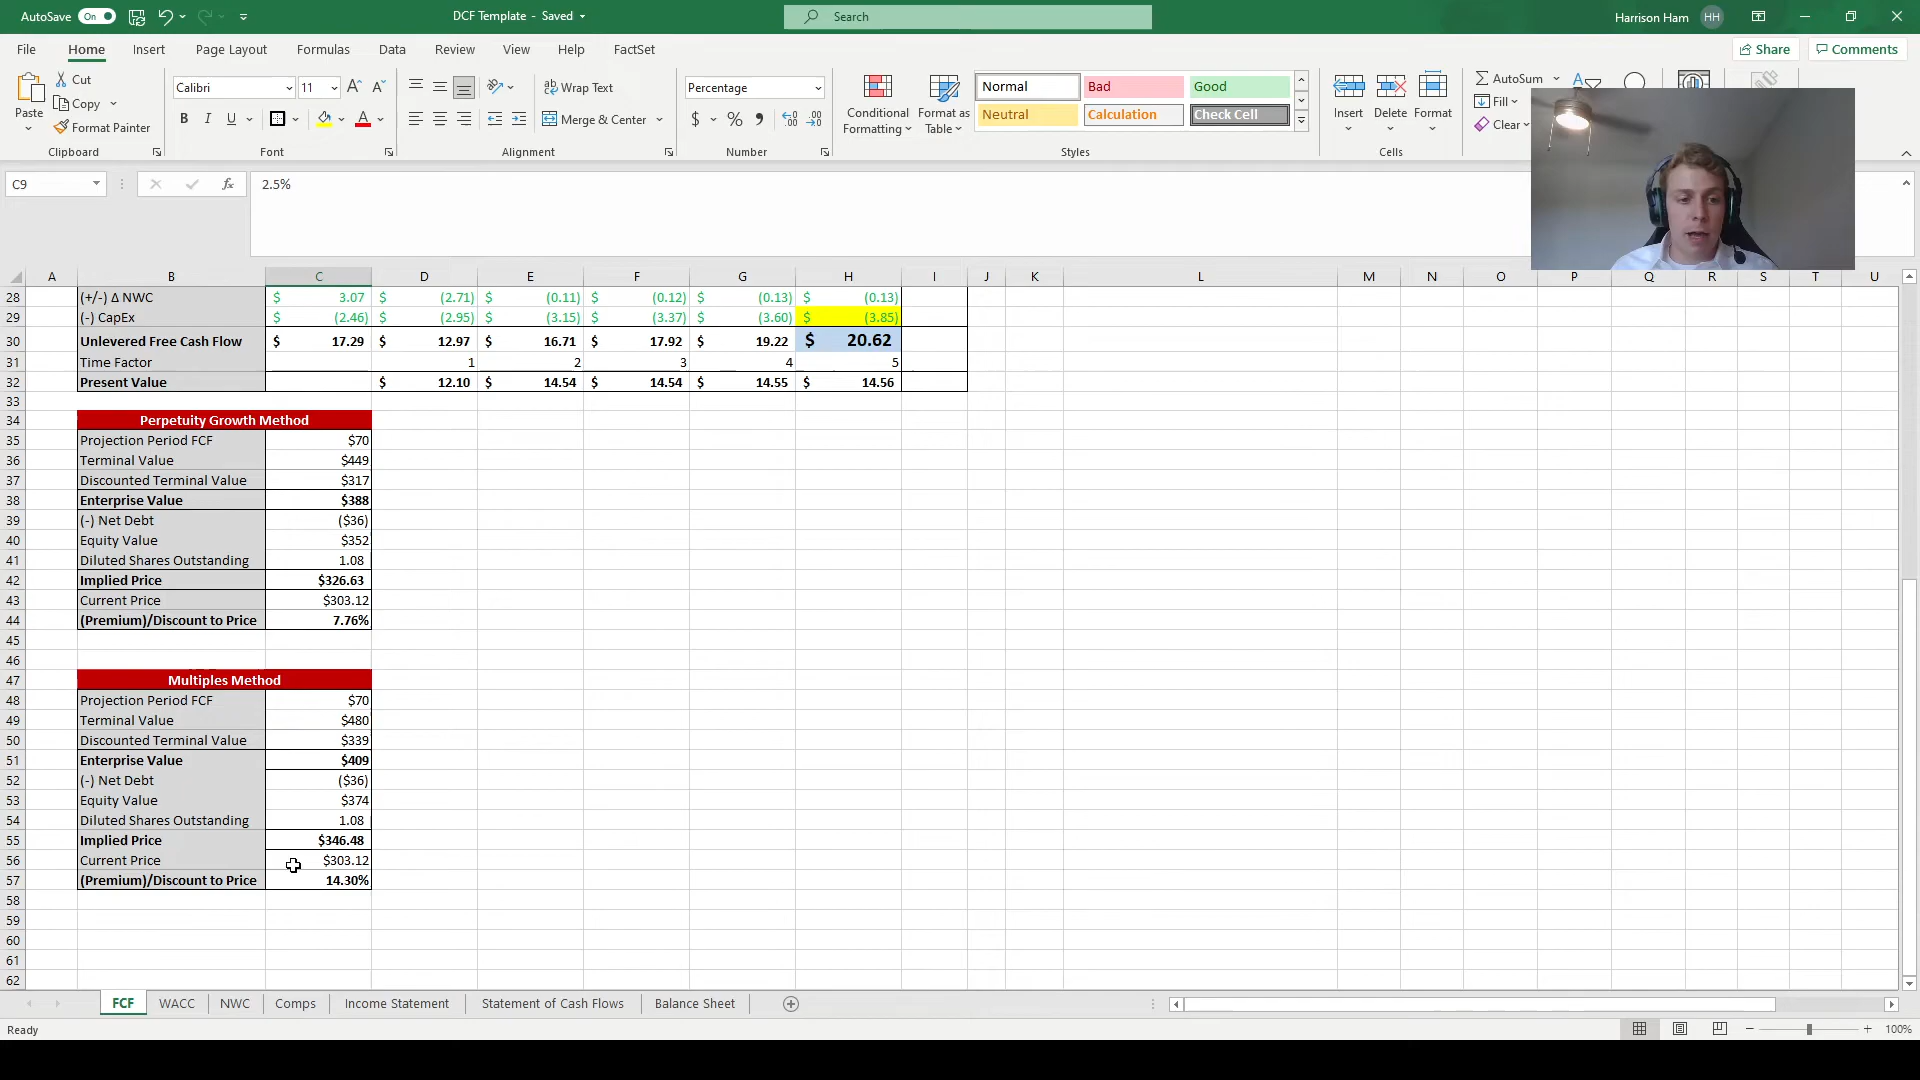 AutoSave On DCF Template - Saved Search Harrison Ham HH
File Home Insert Page Layout Formulas Data Review View Help FactSet Share Comments
Paste Cut Copy Format Painter Clipboard
Calibri 11 Font
Wrap Text Merge & Center Alignment
Percentage Number
Conditional Formatting Format as Table
Normal Bad Good
Neutral Calculation Check Cell
Styles
Insert Delete Format Cells
AutoSum
Fill
Clear
C9 fx 2.5%
A B C D E F G H I J K L M N O P Q R S T U
28 (+/-) Δ NWC $ 3.07 $ (2.71) $ (0.11) $ (0.12) $ (0.13) $ (0.13)
29 (-) CapEx $ (2.46) $ (2.95) $ (3.15) $ (3.37) $ (3.60) $ (3.85)
30 Unlevered Free Cash Flow $ 17.29 $ 12.97 $ 16.71 $ 17.92 $ 19.22 $ 20.62
31 Time Factor 1 2 3 4 5
32 Present Value $ 12.10 $ 14.54 $ 14.54 $ 14.55 $ 14.56
33
34 Perpetuity Growth Method
35 Projection Period FCF $70
36 Terminal Value $449
37 Discounted Terminal Value $317
38 Enterprise Value $388
39 (-) Net Debt ($36)
40 Equity Value $352
41 Diluted Shares Outstanding 1.08
42 Implied Price $326.63
43 Current Price $303.12
44 (Premium)/Discount to Price 7.76%
45
46
47 Multiples Method
48 Projection Period FCF $70
49 Terminal Value $480
50 Discounted Terminal Value $339
51 Enterprise Value $409
52 (-) Net Debt ($36)
53 Equity Value $374
54 Diluted Shares Outstanding 1.08
55 Implied Price $346.48
56 Current Price $303.12
57 (Premium)/Discount to Price 14.30%
58
59
60
61
62
FCF WACC NWC Comps Income Statement Statement of Cash Flows Balance Sheet
Ready 100%